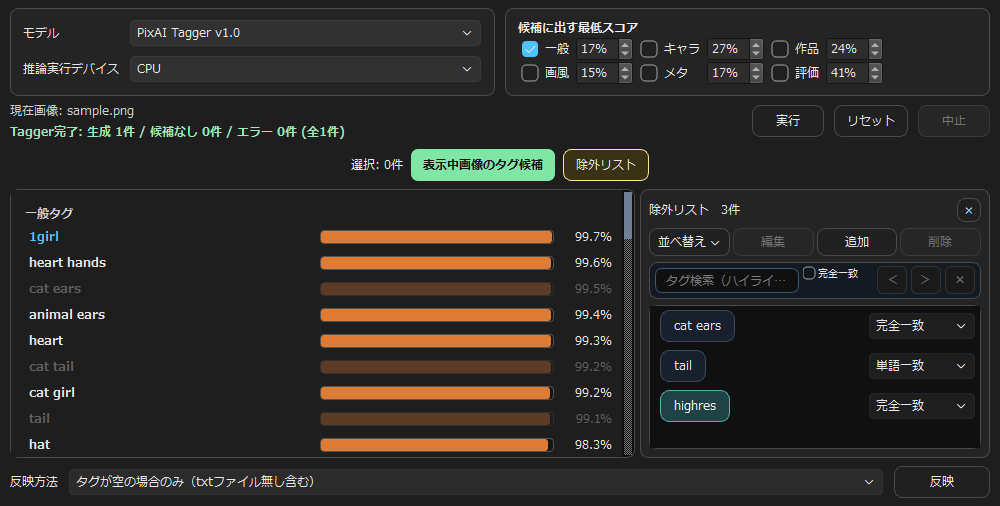 モデル PixAI Tagger v1.0
推論実行デバイス CPU
候補に出す最低スコア
一般 17% キャラ 27% 作品 24%
画風 15% メタ 17% 評価 41%
現在画像: sample.png
Tagger完了: 生成 1件 / 候補なし 0件 / エラー 0件 (全1件)
実行 リセット 中止
選択: 0件 表示中画像のタグ候補 除外リスト
一般タグ
1girl 99.7%
heart hands 99.6%
cat ears 99.5%
animal ears 99.4%
heart 99.3%
cat tail 99.2%
cat girl 99.2%
tail 99.1%
hat 98.3%
除外リスト 3件 ×
並べ替え 編集 追加 削除
タグ検索（ハイライ… 完全一致 < > ×
cat ears 完全一致
tail 単語一致
highres 完全一致
反映方法 タグが空の場合のみ（txtファイル無し含む） 反映